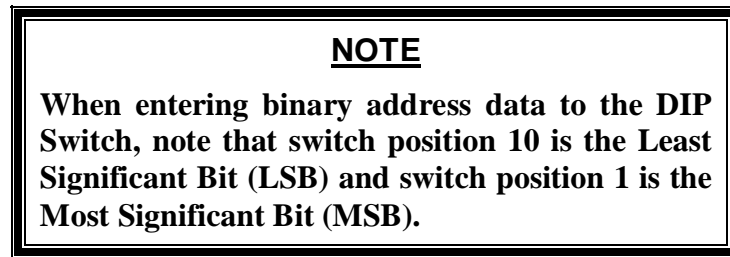 NOTE
When entering binary address data to the DIP
Switch, note that switch position 10 is the Least
Significant Bit (LSB) and switch position 1 is the
Most Significant Bit (MSB).